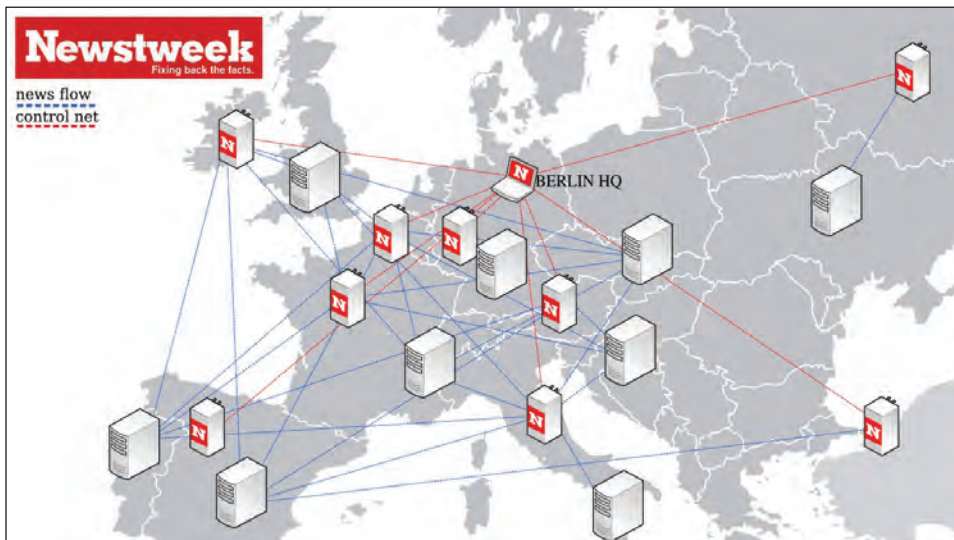 Newstweek
Fixing back the facts.
news flow
control net
N
N
N BERLIN HQ
N
N
N
N
N
N
N